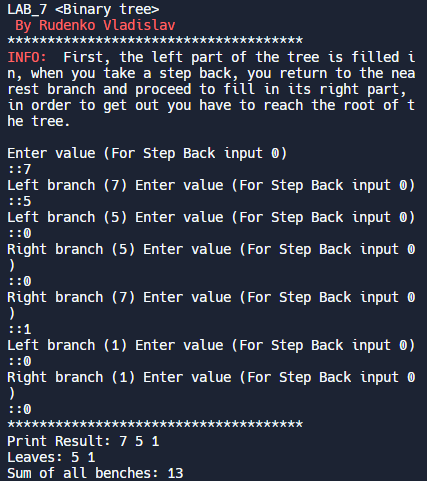 LAB_7 <Binary tree>
By Rudenko Vladislav
*************************************
INFO:  First, the left part of the tree is filled i
n, when you take a step back, you return to the nea
rest branch and proceed to fill in its right part,
in order to get out you have to reach the root of t
he tree.
Enter value (For Step Back input 0)
::7
Left branch (7) Enter value (For Step Back input 0)
::5
Left branch (5) Enter value (For Step Back input 0)
::0
Right branch (5) Enter value (For Step Back input 0
)
::0
Right branch (7) Enter value (For Step Back input 0
)
::1
Left branch (1) Enter value (For Step Back input 0)
::0
Right branch (1) Enter value (For Step Back input 0
)
::0
*************************************
Print Result: 7 5 1
Leaves: 5 1
Sum of all benches: 13